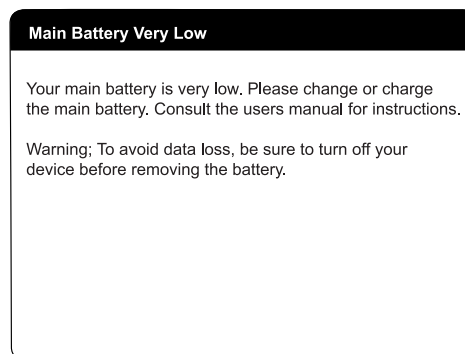 Main Battery Very Low
Your main battery is very low. Please change or charge
the main battery. Consult the users manual for instructions.
Warning; To avoid data loss, be sure to turn off your
device before removing the battery.